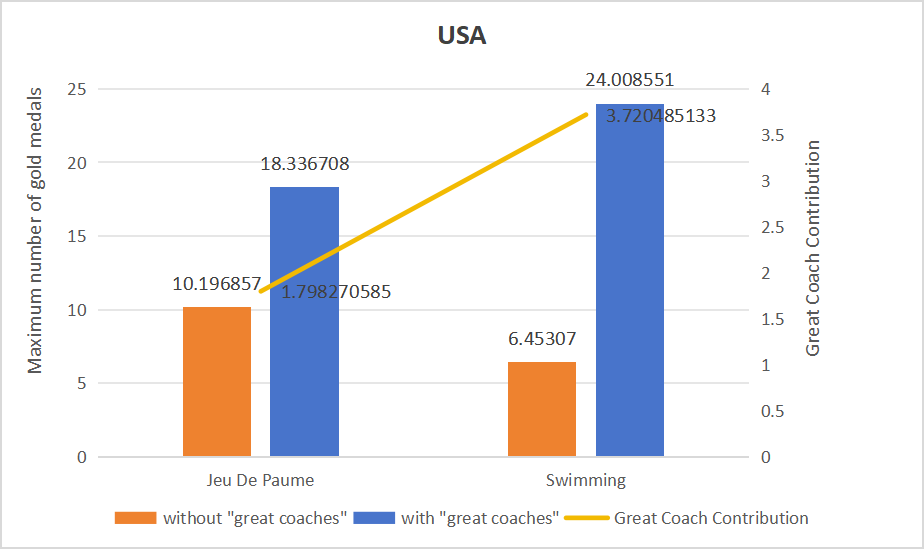 USA
Maximum number of gold medals
25
20
15
10
5
0
10.196857
18.336708
1.798270585
6.45307
24.008551
3.720485133
4
3.5
3
2.5
2
1.5
1
0.5
0
Great Coach Contribution
Jeu De Paume
Swimming
without "great coaches"
with "great coaches"
Great Coach Contribution